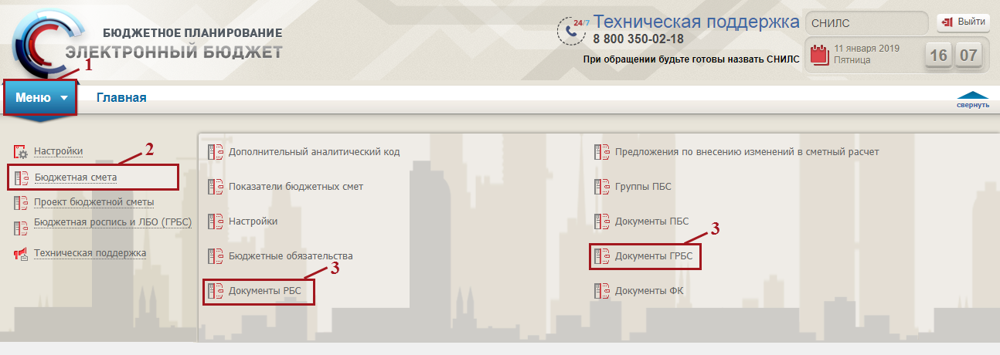 БЮДЖЕТНОЕ ПЛАНИРОВАНИЕ
ЭЛЕКТРОННЫЙ БЮДЖЕТ
24/7
Техническая поддержка
8 800 350-02-18
При обращении будьте готовы назвать СНИЛС
СНИЛС
Выйти
11 января 2019
Пятница
16 07
1
Меню
Главная
свернуть
Настройки
2
Бюджетная смета
Проект бюджетной сметы
Бюджетная роспись и ЛБО (ГРБС)
Техническая поддержка
Дополнительный аналитический код
Показатели бюджетных смет
Настройки
Бюджетные обязательства
3
Документы РБС
Предложения по внесению изменений в сметный расчет
Группы ПБС
Документы ПБС
3
Документы ГРБС
Документы ФК